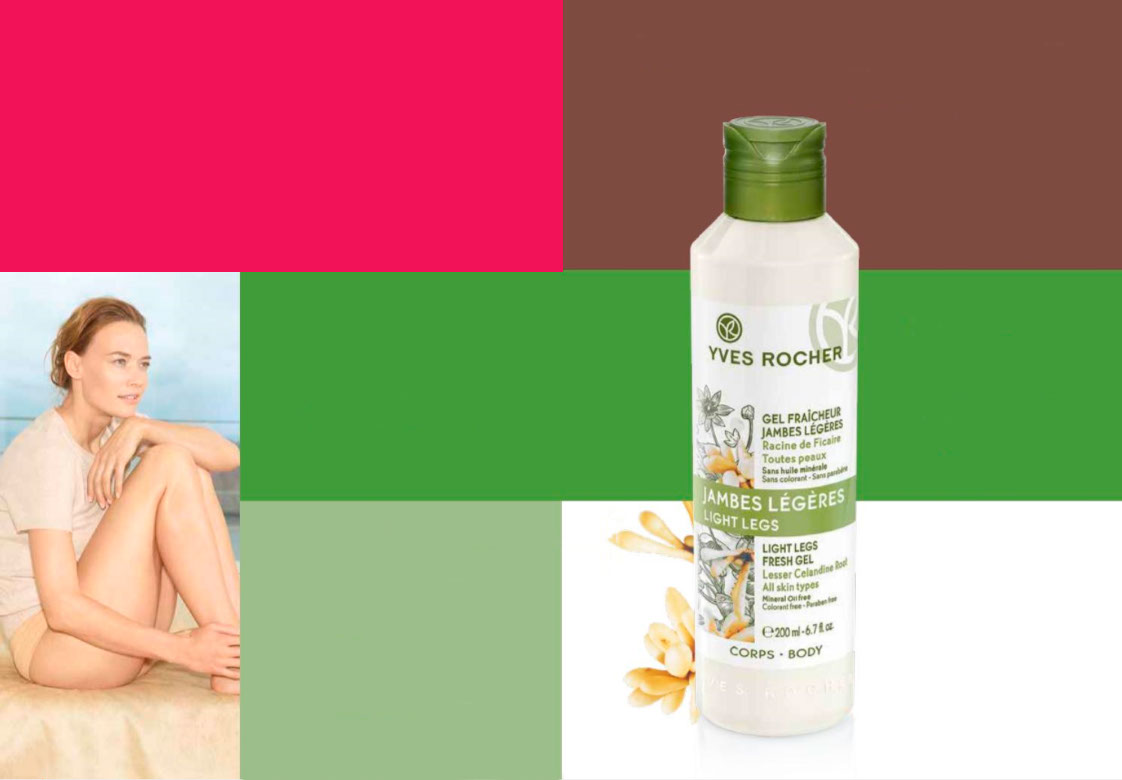 YVES ROCHER
GEL FRAÎCHEUR
JAMBES LÉGÈRES
Racine de Ficaire
Toutes peaux
Sans huile minérale
Sans colorant - Sans parabène
JAMBES LÉGÈRES
LIGHT LEGS
LIGHT LEGS
FRESH GEL
Lesser Celandine Root
All skin types
Mineral Oil free
Colorant free - Paraben free
℮ 200 ml - 6.7 fl. oz.
CORPS - BODY
YVES ROCHER